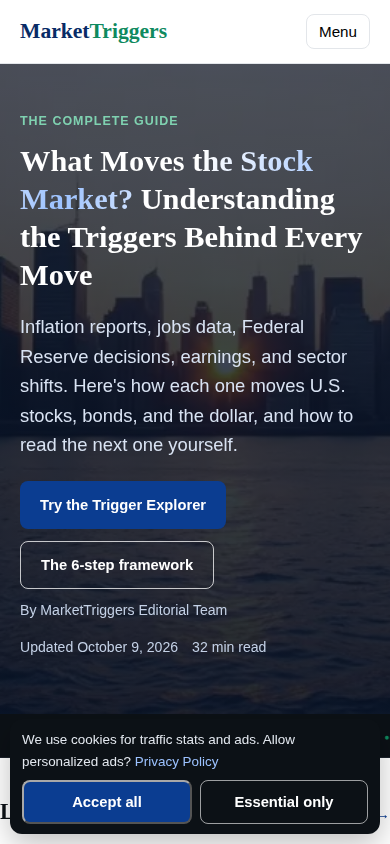 MarketTriggers
Menu
THE COMPLETE GUIDE
What Moves the Stock
Market? Understanding
the Triggers Behind Every
Move
Inflation reports, jobs data, Federal
Reserve decisions, earnings, and sector
shifts. Here's how each one moves U.S.
stocks, bonds, and the dollar, and how to
read the next one yourself.
Try the Trigger Explorer
The 6-step framework
By MarketTriggers Editorial Team
Updated October 9, 2026 32 min read
We use cookies for traffic stats and ads. Allow
personalized ads? Privacy Policy
Accept all
Essential only